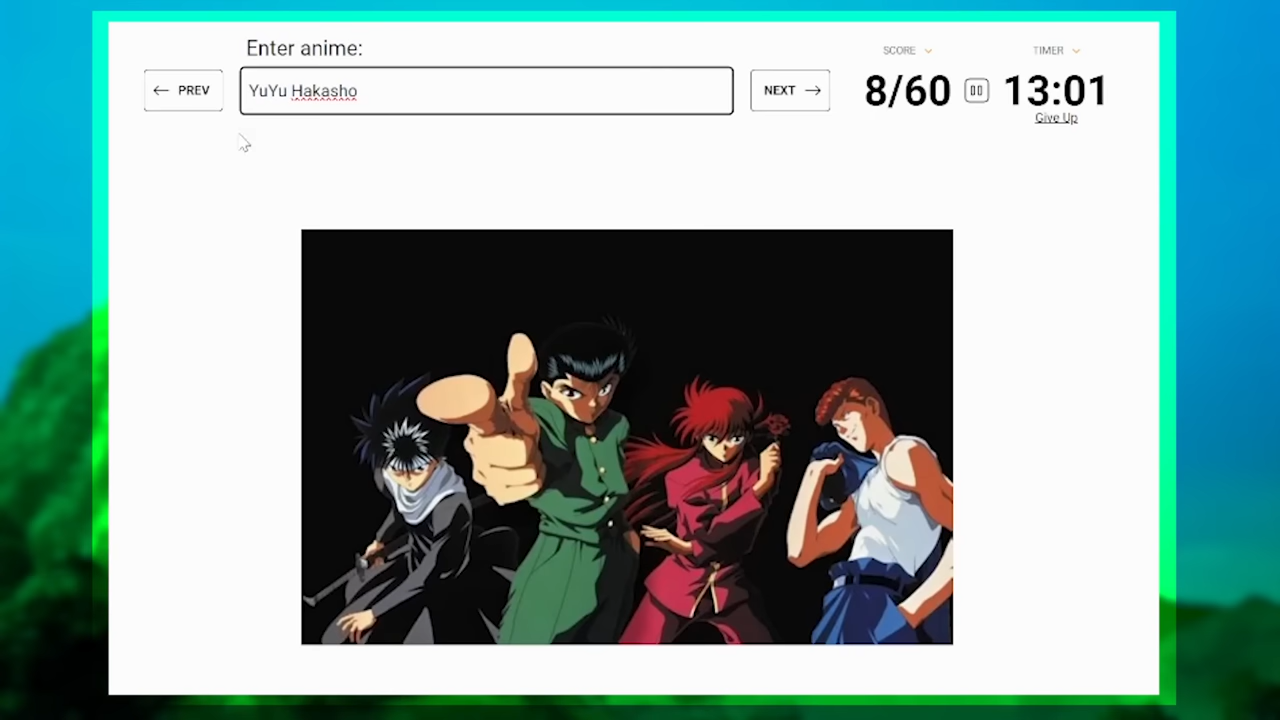 Enter anime:
PREV
YuYu Hakasho
NEXT
SCORE
8/60
TIMER
13:01
Give Up